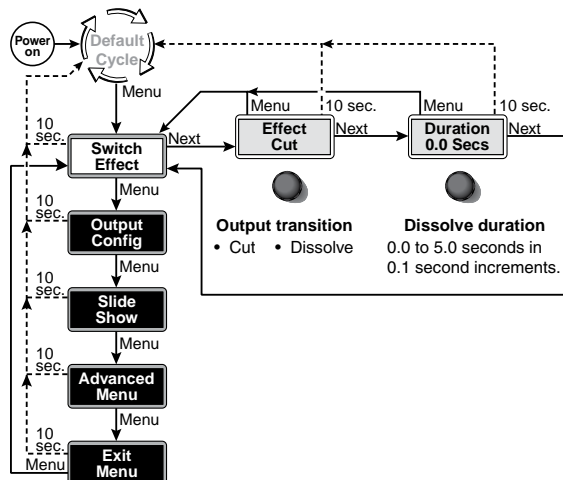 Power
on
Default
Cycle
Menu
10
sec.
Switch
Effect
Next
Menu
10 sec.
Effect
Cut
Next
Menu
10 sec.
Duration
0.0 Secs
Next
Output transition
• Cut • Dissolve
Dissolve duration
0.0 to 5.0 seconds in
0.1 second increments.
Menu
10
sec.
Output
Config
Menu
10
sec.
Slide
Show
Menu
10
sec.
Advanced
Menu
Menu
10
sec.
Menu
Exit
Menu